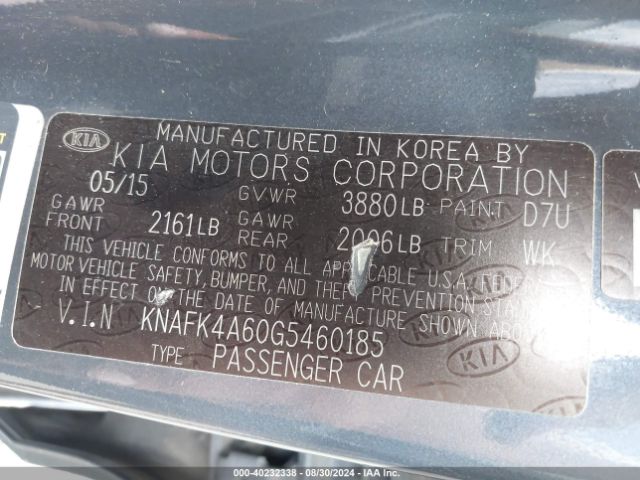 KIA
MANUFACTURED IN KOREA BY
KIA MOTORS CORPORATION
05/15 GVWR 3880LB PAINT D7U
GAWR FRONT 2161LB GAWR REAR 2006LB TRIM WK
THIS VEHICLE CONFORMS TO ALL APPLICABLE U.S.A.
MOTOR VEHICLE SAFETY, BUMPER, AND THEFT PREVENTION
IN EFFECT ON THE DATE OF MANUFACTURE SHOWN
V.I.N KNAFK4A60G5460185
TYPE : PASSENGER CAR
000-40232338 - 08/30/2024 - IAA Inc.